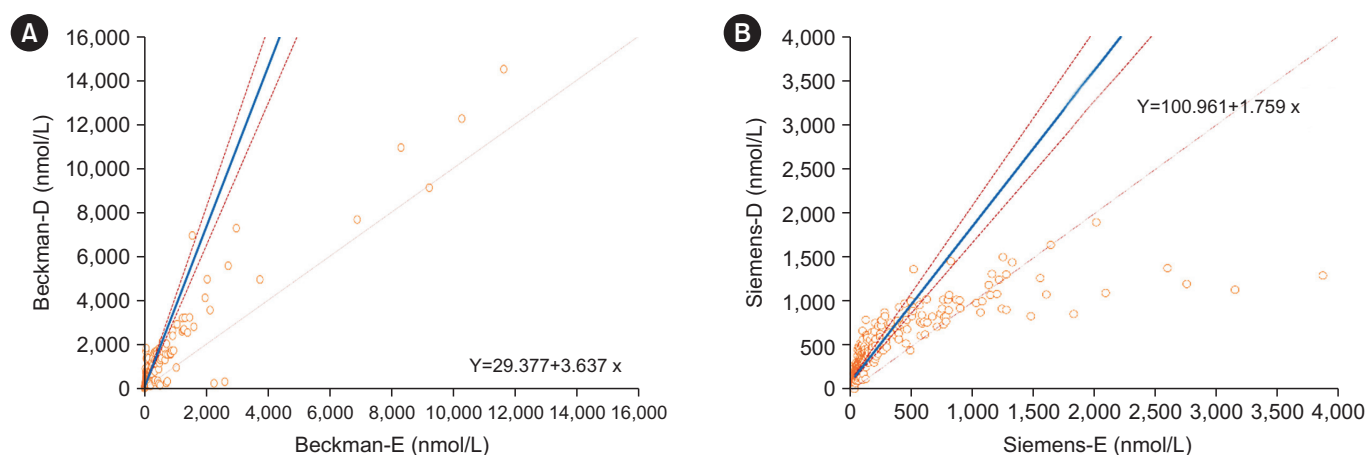 A
16,000
14,000
12,000
10,000
8,000
6,000
4,000
2,000
0
Beckman-D (nmol/L)
Y=29.377+3.637 x
0 2,000 4,000 6,000 8,000 10,000 12,000 14,000 16,000
Beckman-E (nmol/L)
B
4,000
3,500
3,000
2,500
2,000
1,500
1,000
500
0
Siemens-D (nmol/L)
Y=100.961+1.759 x
0 500 1,000 1,500 2,000 2,500 3,000 3,500 4,000
Siemens-E (nmol/L)